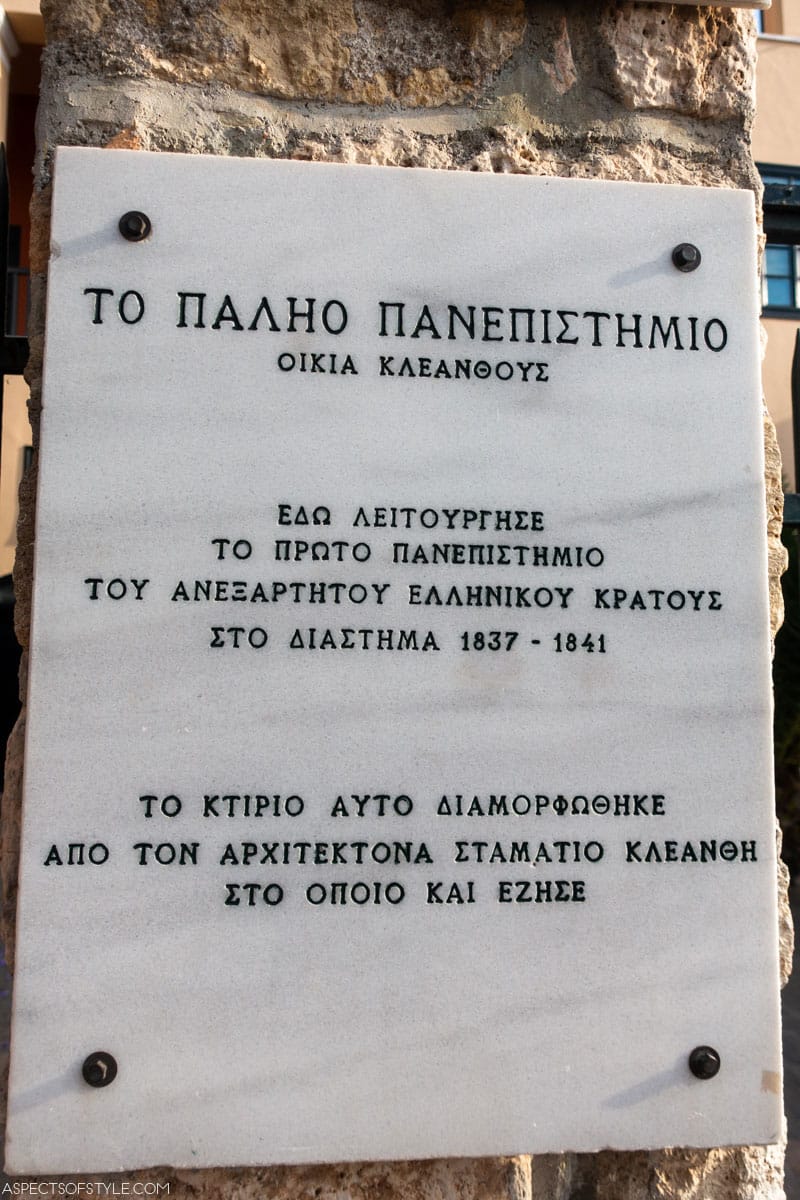 ΤΟ ΠΑΛΗΟ ΠΑΝΕΠΙΣΤΗΜΙΟ
ΟΙΚΙΑ ΚΛΕΑΝΘΟΥΣ
ΕΔΩ ΛΕΙΤΟΥΡΓΗΣΕ
ΤΟ ΠΡΩΤΟ ΠΑΝΕΠΙΣΤΗΜΙΟ
ΤΟΥ ΑΝΕΞΑΡΤΗΤΟΥ ΕΛΛΗΝΙΚΟΥ ΚΡΑΤΟΥΣ
ΣΤΟ ΔΙΑΣΤΗΜΑ 1837 - 1841
ΤΟ ΚΤΙΡΙΟ ΑΥΤΟ ΔΙΑΜΟΡΦΩΘΗΚΕ
ΑΠΟ ΤΟΝ ΑΡΧΙΤΕΚΤΟΝΑ ΣΤΑΜΑΤΙΟ ΚΛΕΑΝΘΗ
ΣΤΟ ΟΠΟΙΟ ΚΑΙ ΕΖΗΣΕ
ASPECTSOFSTYLE.COM